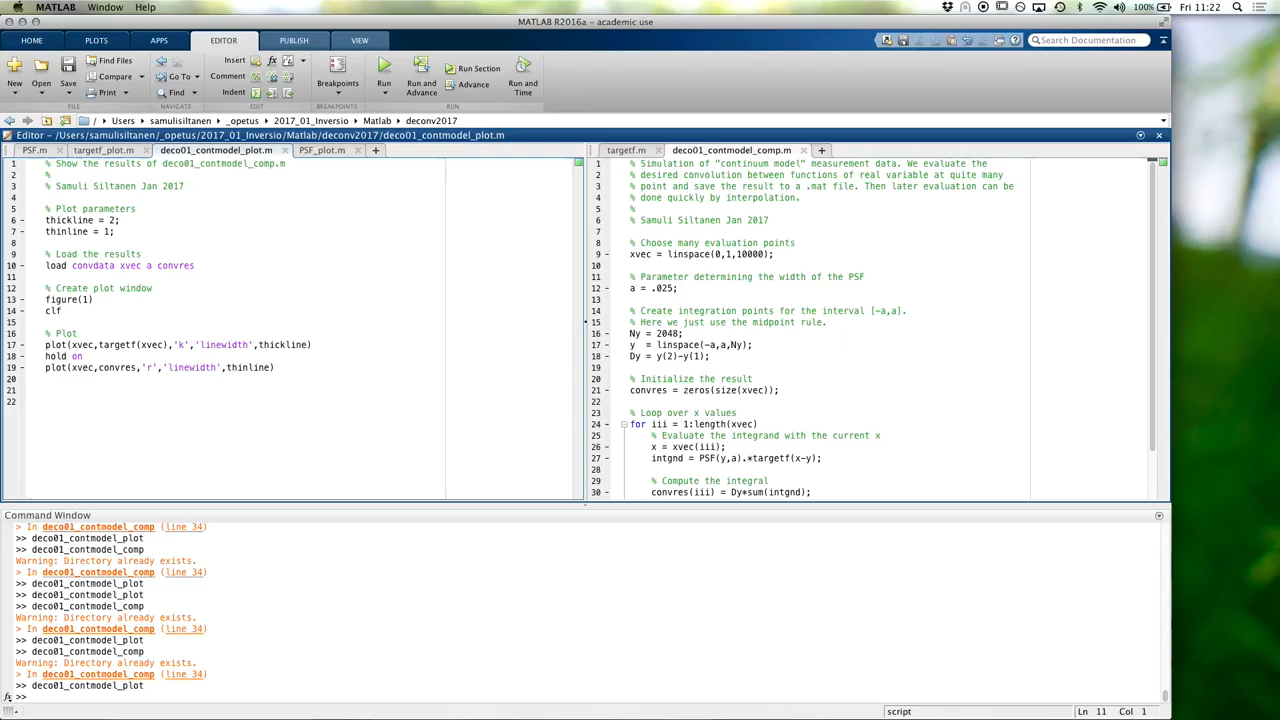 MATLAB Window Help 100% Fri 11:22
MATLAB R2016a - academic use
HOME PLOTS APPS EDITOR PUBLISH VIEW Search Documentation
New Open Save Find Files Compare Print Go To Find Insert Comment Indent fx Breakpoints Run Run and Advance Run Section Advance Run and Time
FILE NAVIGATE EDIT BREAKPOINTS RUN
/ Users samulisiltanen _opetus 2017_01_Inversio Matlab deconv2017
Editor - /Users/samulisiltanen/_opetus/2017_01_Inversio/Matlab/deconv2017/deco01_contmodel_plot.m
PSF.m targetf_plot.m deco01_contmodel_plot.m PSF_plot.m
1 % Show the results of deco01_contmodel_comp.m
2 %
3 % Samuli Siltanen Jan 2017
4
5 % Plot parameters
6 - thickline = 2;
7 - thinline = 1;
8
9 % Load the results
10 - load convdata xvec a convres
11
12 % Create plot window
13 - figure(1)
14 - clf
15
16 % Plot
17 - plot(xvec,targetf(xvec),'k','linewidth',thickline)
18 - hold on
19 - plot(xvec,convres,'r','linewidth',thinline)
20
21
22
targetf.m deco01_contmodel_comp.m
1 % Simulation of "continuum model" measurement data. We evaluate the
2 % desired convolution between functions of real variable at quite many
3 % point and save the result to a .mat file. Then later evaluation can be
4 % done quickly by interpolation.
5 %
6 % Samuli Siltanen Jan 2017
7
8 % Choose many evaluation points
9 - xvec = linspace(0,1,10000);
10
11 % Parameter determining the width of the PSF
12 - a = .025;
13
14 % Create integration points for the interval [-a,a].
15 % Here we just use the midpoint rule.
16 - Ny = 2048;
17 - y = linspace(-a,a,Ny);
18 - Dy = y(2)-y(1);
19
20 % Initialize the result
21 - convres = zeros(size(xvec));
22
23 % Loop over x values
24 - for iii = 1:length(xvec)
25 % Evaluate the integrand with the current x
26 - x = xvec(iii);
27 - intgnd = PSF(y,a).*targetf(x-y);
28
29 % Compute the integral
30 - convres(iii) = Dy*sum(intgnd);
Command Window
> In deco01_contmodel_comp (line 34)
>> deco01_contmodel_plot
>> deco01_contmodel_comp
Warning: Directory already exists.
> In deco01_contmodel_comp (line 34)
>> deco01_contmodel_plot
>> deco01_contmodel_plot
>> deco01_contmodel_comp
Warning: Directory already exists.
> In deco01_contmodel_comp (line 34)
>> deco01_contmodel_plot
>> deco01_contmodel_comp
Warning: Directory already exists.
> In deco01_contmodel_comp (line 34)
>> deco01_contmodel_plot
fx >>
script Ln 11 Col 1